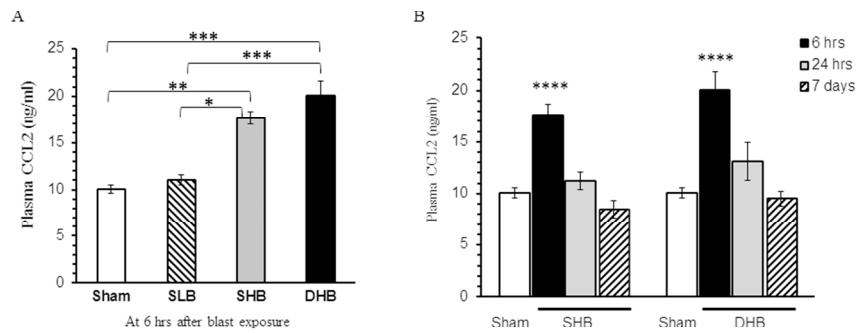 A
***
***
**
*
Plasma CCL2 (ng/ml)
25
20
15
10
5
0
Sham SLB SHB DHB
At 6 hrs after blast exposure
B
6 hrs
24 hrs
7 days
**** ****
Plasma CCL2 (ng/ml)
25
20
15
10
5
0
Sham SHB Sham DHB